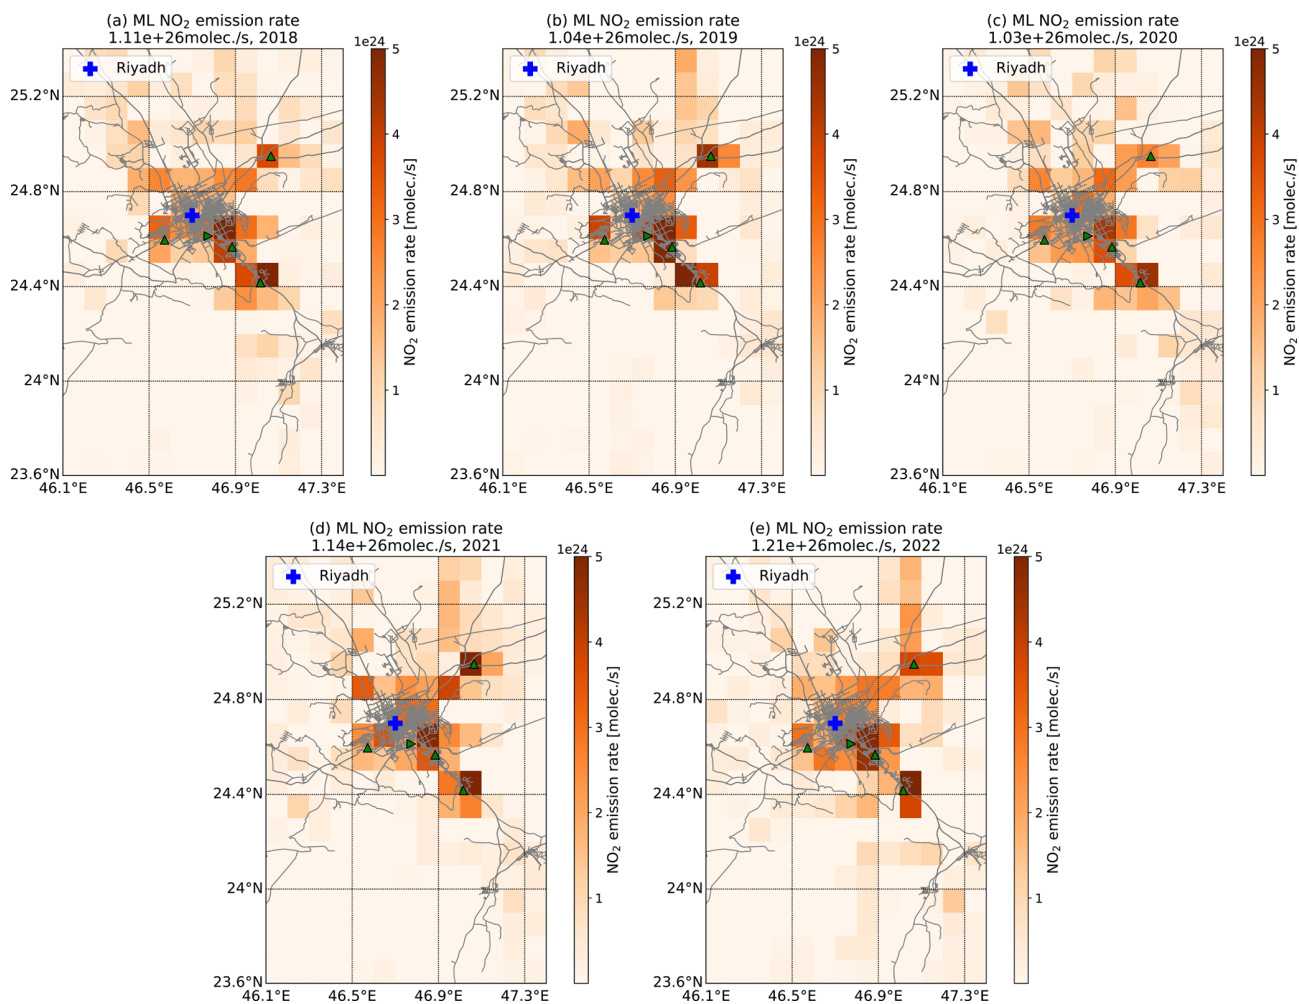 (a) ML NO₂ emission rate
1.11e+26molec./s, 2018
1e24
Riyadh
25.2°N
24.8°N
24.4°N
24°N
23.6°N
46.1°E 46.5°E 46.9°E 47.3°E
5
4
3
2
1
NO₂ emission rate [molec./s]
(b) ML NO₂ emission rate
1.04e+26molec./s, 2019
1e24
Riyadh
25.2°N
24.8°N
24.4°N
24°N
23.6°N
46.1°E 46.5°E 46.9°E 47.3°E
5
4
3
2
1
NO₂ emission rate [molec./s]
(c) ML NO₂ emission rate
1.03e+26molec./s, 2020
1e24
Riyadh
25.2°N
24.8°N
24.4°N
24°N
23.6°N
46.1°E 46.5°E 46.9°E 47.3°E
5
4
3
2
1
NO₂ emission rate [molec./s]
(d) ML NO₂ emission rate
1.14e+26molec./s, 2021
1e24
Riyadh
25.2°N
24.8°N
24.4°N
24°N
23.6°N
46.1°E 46.5°E 46.9°E 47.3°E
5
4
3
2
1
NO₂ emission rate [molec./s]
(e) ML NO₂ emission rate
1.21e+26molec./s, 2022
1e24
Riyadh
25.2°N
24.8°N
24.4°N
24°N
23.6°N
46.1°E 46.5°E 46.9°E 47.3°E
5
4
3
2
1
NO₂ emission rate [molec./s]